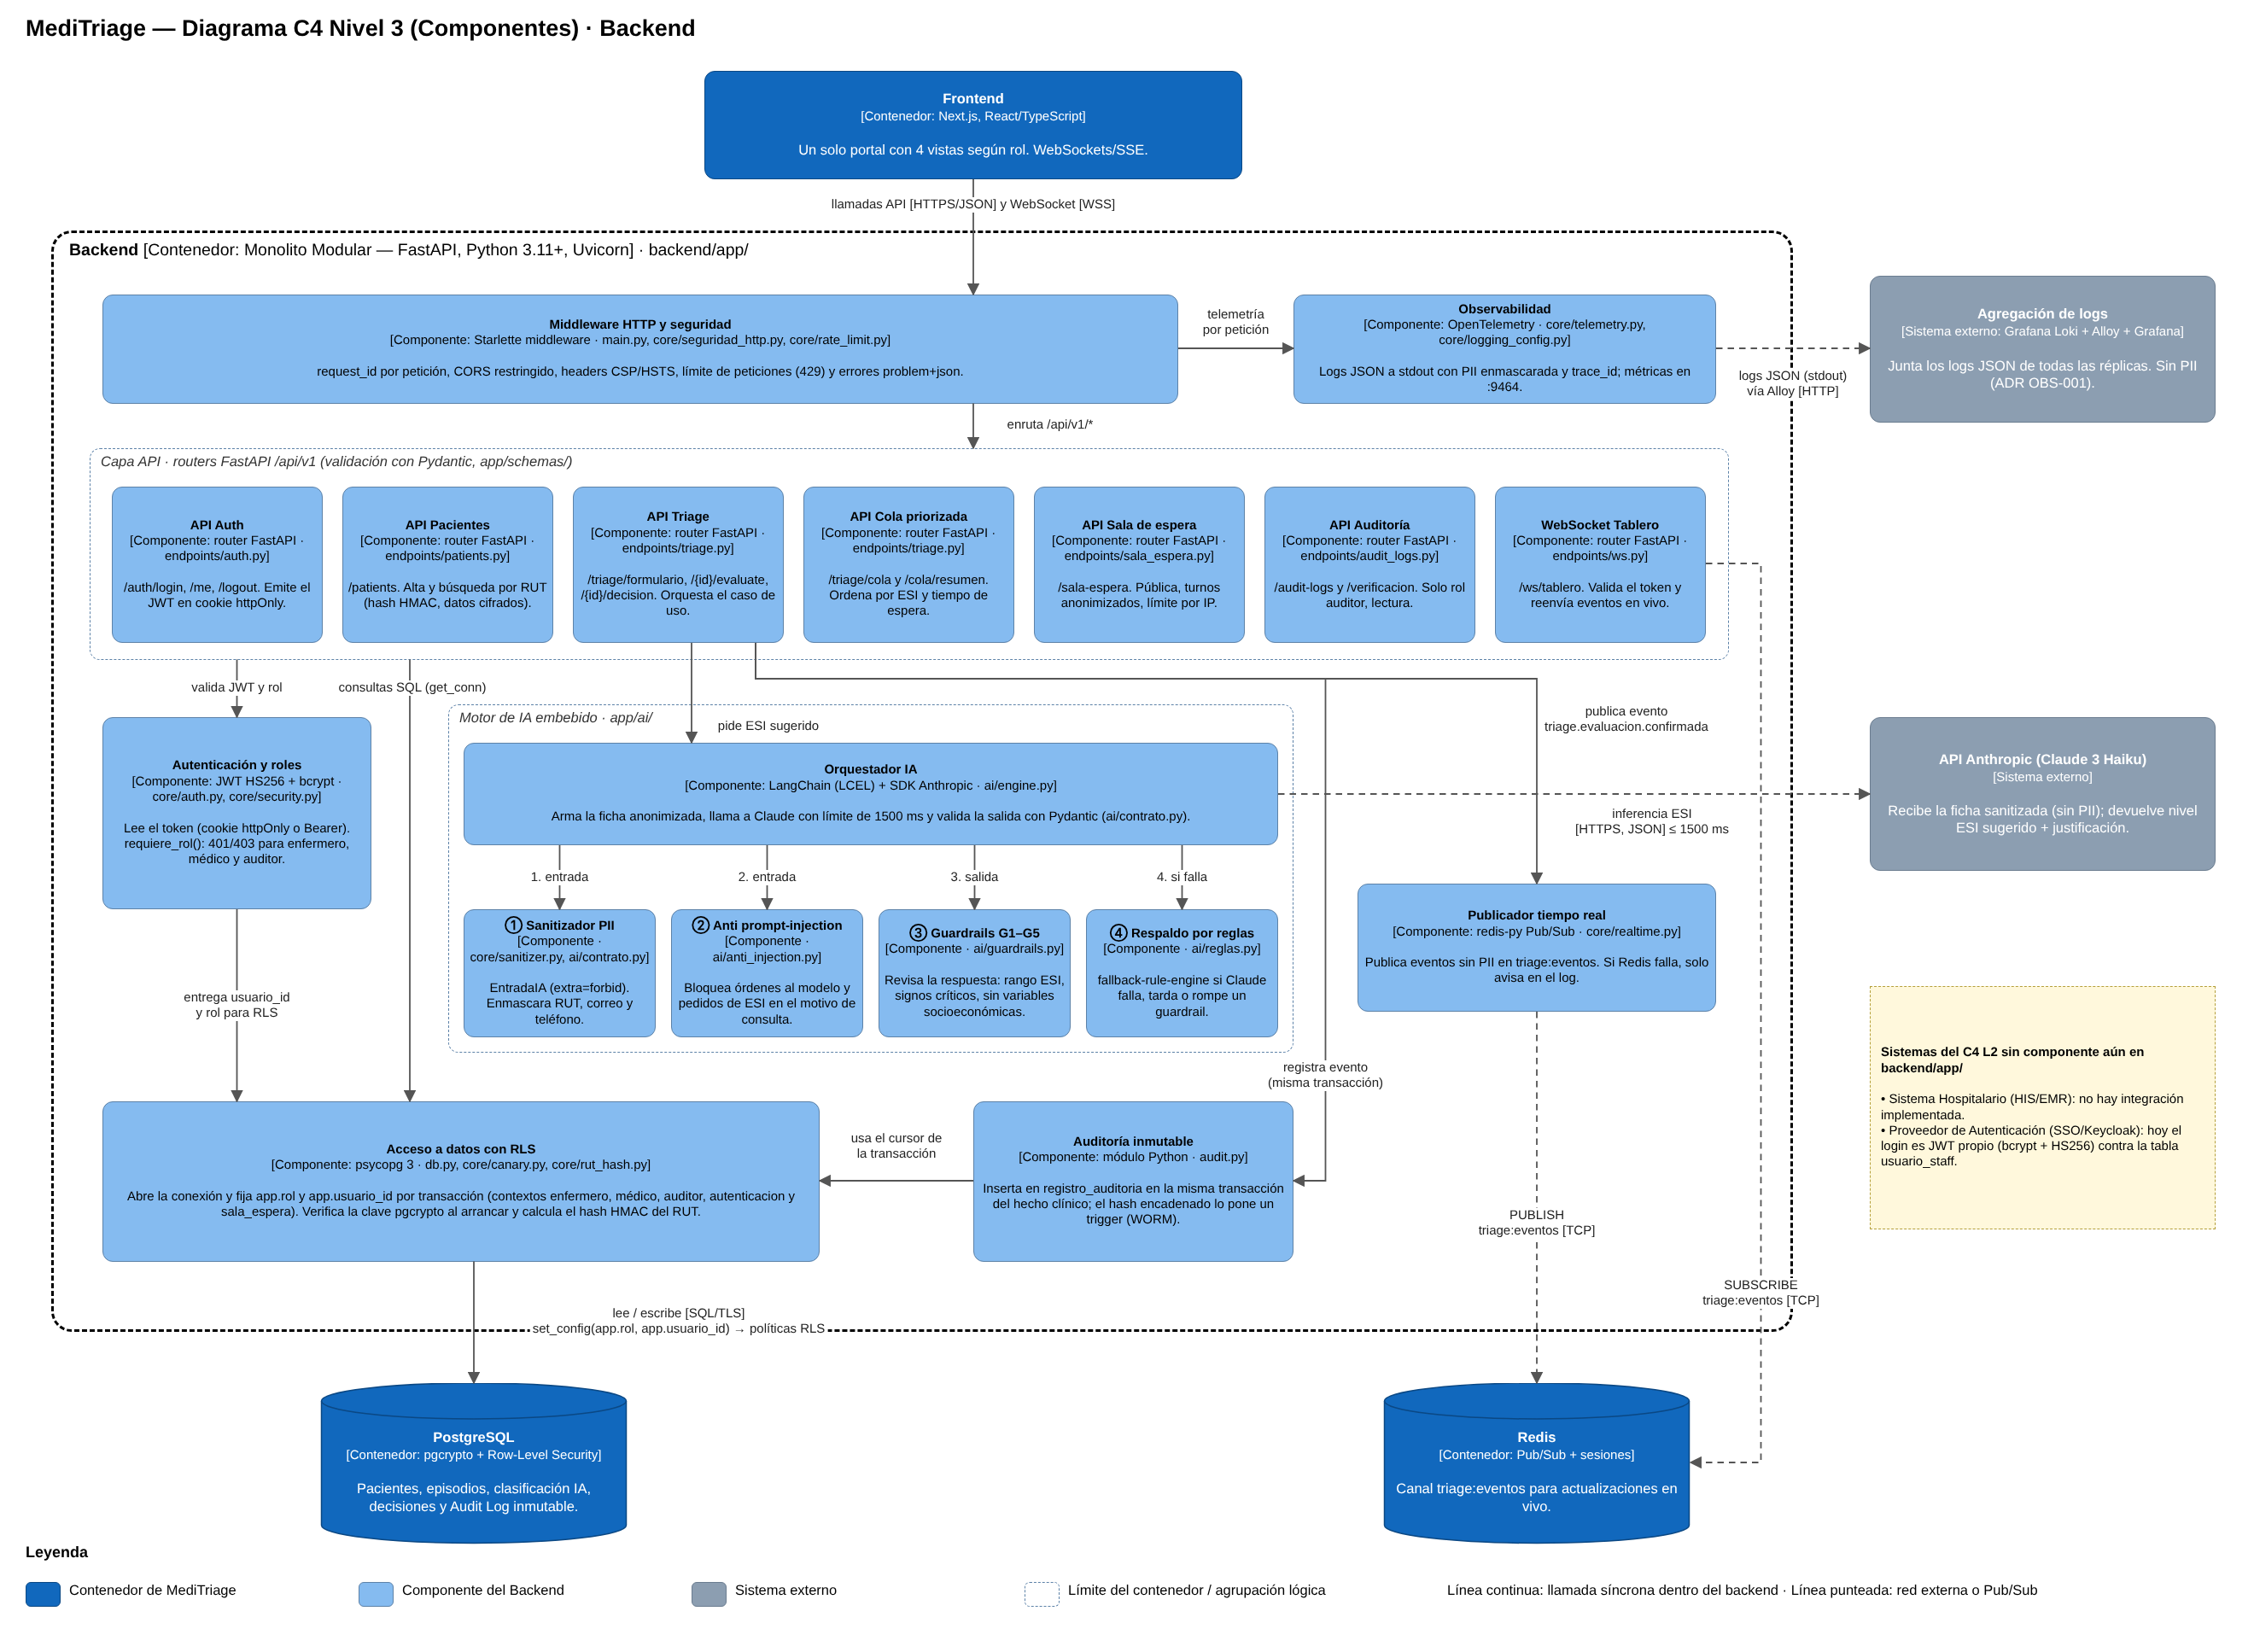 MediTriage — Diagrama C4 Nivel 3 (Componentes) · Backend
Frontend
[Contenedor: Next.js, React/TypeScript]
Un solo portal con 4 vistas según rol. WebSockets/SSE.
llamadas API [HTTPS/JSON] y WebSocket [WSS]
Backend [Contenedor: Monolito Modular — FastAPI, Python 3.11+, Uvicorn] · backend/app/
Middleware HTTP y seguridad
[Componente: Starlette middleware · main.py, core/seguridad_http.py, core/rate_limit.py]
request_id por petición, CORS restringido, headers CSP/HSTS, límite de peticiones (429) y errores problem+json.
telemetría
por petición
Observabilidad
[Componente: OpenTelemetry · core/telemetry.py,
core/logging_config.py]
Logs JSON a stdout con PII enmascarada y trace_id; métricas en
:9464.
logs JSON (stdout)
vía Alloy [HTTP]
Agregación de logs
[Sistema externo: Grafana Loki + Alloy + Grafana]
Junta los logs JSON de todas las réplicas. Sin PII
(ADR OBS-001).
enruta /api/v1/*
Capa API · routers FastAPI /api/v1 (validación con Pydantic, app/schemas/)
API Auth
[Componente: router FastAPI ·
endpoints/auth.py]
/auth/login, /me, /logout. Emite el
JWT en cookie httpOnly.
API Pacientes
[Componente: router FastAPI ·
endpoints/patients.py]
/patients. Alta y búsqueda por RUT
(hash HMAC, datos cifrados).
API Triage
[Componente: router FastAPI ·
endpoints/triage.py]
/triage/formulario, /{id}/evaluate,
/{id}/decision. Orquesta el caso de
uso.
API Cola priorizada
[Componente: router FastAPI ·
endpoints/triage.py]
/triage/cola y /cola/resumen.
Ordena por ESI y tiempo de
espera.
API Sala de espera
[Componente: router FastAPI ·
endpoints/sala_espera.py]
/sala-espera. Pública, turnos
anonimizados, límite por IP.
API Auditoría
[Componente: router FastAPI ·
endpoints/audit_logs.py]
/audit-logs y /verificacion. Solo rol
auditor, lectura.
WebSocket Tablero
[Componente: router FastAPI ·
endpoints/ws.py]
/ws/tablero. Valida el token y
reenvía eventos en vivo.
valida JWT y rol
consultas SQL (get_conn)
Autenticación y roles
[Componente: JWT HS256 + bcrypt ·
core/auth.py, core/security.py]
Lee el token (cookie httpOnly o Bearer).
requiere_rol(): 401/403 para enfermero,
médico y auditor.
Motor de IA embebido · app/ai/
pide ESI sugerido
Orquestador IA
[Componente: LangChain (LCEL) + SDK Anthropic · ai/engine.py]
Arma la ficha anonimizada, llama a Claude con límite de 1500 ms y valida la salida con Pydantic (ai/contrato.py).
publica evento
triage.evaluacion.confirmada
inferencia ESI
[HTTPS, JSON] ≤ 1500 ms
API Anthropic (Claude 3 Haiku)
[Sistema externo]
Recibe la ficha sanitizada (sin PII); devuelve nivel
ESI sugerido + justificación.
1. entrada
2. entrada
3. salida
4. si falla
① Sanitizador PII
[Componente ·
core/sanitizer.py, ai/contrato.py]
EntradaIA (extra=forbid).
Enmascara RUT, correo y
teléfono.
② Anti prompt-injection
[Componente ·
ai/anti_injection.py]
Bloquea órdenes al modelo y
pedidos de ESI en el motivo de
consulta.
③ Guardrails G1–G5
[Componente · ai/guardrails.py]
Revisa la respuesta: rango ESI,
signos críticos, sin variables
socioeconómicas.
④ Respaldo por reglas
[Componente · ai/reglas.py]
fallback-rule-engine si Claude
falla, tarda o rompe un
guardrail.
Publicador tiempo real
[Componente: redis-py Pub/Sub · core/realtime.py]
Publica eventos sin PII en triage:eventos. Si Redis falla, solo
avisa en el log.
entrega usuario_id
y rol para RLS
registra evento
(misma transacción)
Sistemas del C4 L2 sin componente aún en
backend/app/
• Sistema Hospitalario (HIS/EMR): no hay integración
implementada.
• Proveedor de Autenticación (SSO/Keycloak): hoy el
login es JWT propio (bcrypt + HS256) contra la tabla
usuario_staff.
Acceso a datos con RLS
[Componente: psycopg 3 · db.py, core/canary.py, core/rut_hash.py]
Abre la conexión y fija app.rol y app.usuario_id por transacción (contextos enfermero, médico, auditor, autenticacion y
sala_espera). Verifica la clave pgcrypto al arrancar y calcula el hash HMAC del RUT.
usa el cursor de
la transacción
Auditoría inmutable
[Componente: módulo Python · audit.py]
Inserta en registro_auditoria en la misma transacción
del hecho clínico; el hash encadenado lo pone un
trigger (WORM).
PUBLISH
triage:eventos [TCP]
SUBSCRIBE
triage:eventos [TCP]
lee / escribe [SQL/TLS]
set_config(app.rol, app.usuario_id) → políticas RLS
PostgreSQL
[Contenedor: pgcrypto + Row-Level Security]
Pacientes, episodios, clasificación IA,
decisiones y Audit Log inmutable.
Redis
[Contenedor: Pub/Sub + sesiones]
Canal triage:eventos para actualizaciones en
vivo.
Leyenda
Contenedor de MediTriage
Componente del Backend
Sistema externo
Límite del contenedor / agrupación lógica
Línea continua: llamada síncrona dentro del backend · Línea punteada: red externa o Pub/Sub